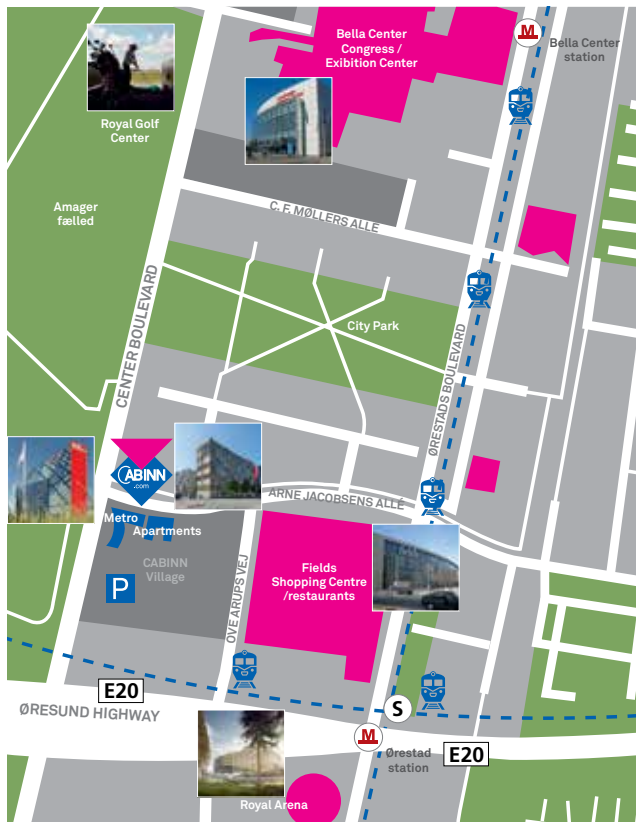 Bella Center
Congress /
Exibition Center
M
Bella Center
station
Royal Golf
Center
Amager
fælled
C. F. MØLLERS ALLE
CENTER BOULEVARD
City Park
ØRESTADS BOULEVARD
CABINN
.com
ARNE JACOBSENS ALLÉ
Metro
Apartments
CABINN
Village
P
OVE ARUPS VEJ
Fields
Shopping Centre
/restaurants
E20
ØRESUND HIGHWAY
S
M
Ørestad
station
E20
Royal Arena